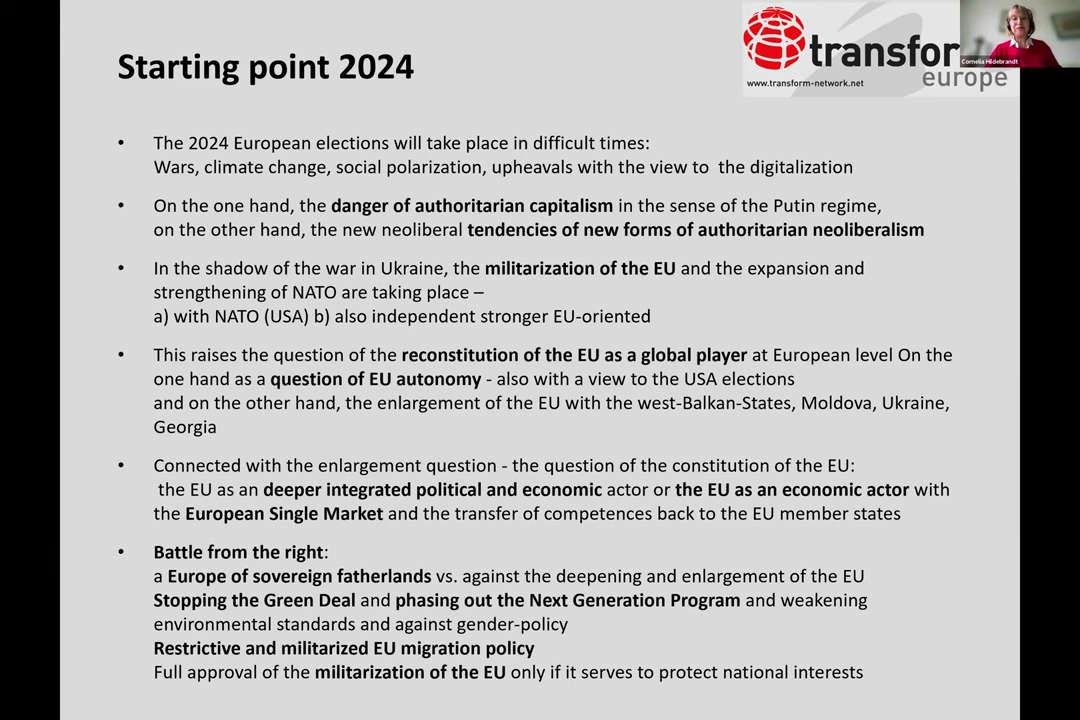 Starting point 2024
transfor
europe
www.transform-network.net
Cornelia Hildebrandt
• The 2024 European elections will take place in difficult times:
Wars, climate change, social polarization, upheavals with the view to  the digitalization
• On the one hand, the danger of authoritarian capitalism in the sense of the Putin regime,
on the other hand, the new neoliberal tendencies of new forms of authoritarian neoliberalism
• In the shadow of the war in Ukraine, the militarization of the EU and the expansion and
strengthening of NATO are taking place –
a) with NATO (USA) b) also independent stronger EU-oriented
• This raises the question of the reconstitution of the EU as a global player at European level On the
one hand as a question of EU autonomy - also with a view to the USA elections
and on the other hand, the enlargement of the EU with the west-Balkan-States, Moldova, Ukraine,
Georgia
• Connected with the enlargement question - the question of the constitution of the EU:
the EU as an deeper integrated political and economic actor or the EU as an economic actor with
the European Single Market and the transfer of competences back to the EU member states
• Battle from the right:
a Europe of sovereign fatherlands vs. against the deepening and enlargement of the EU
Stopping the Green Deal and phasing out the Next Generation Program and weakening
environmental standards and against gender-policy
Restrictive and militarized EU migration policy
Full approval of the militarization of the EU only if it serves to protect national interests